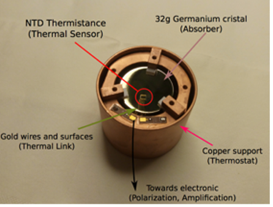 NTD Thermistance
(Thermal Sensor)
32g Germanium cristal
(Absorber)
Gold wires and surfaces
(Thermal Link)
Copper support
(Thermostat)
Towards electronic
(Polarization, Amplification)